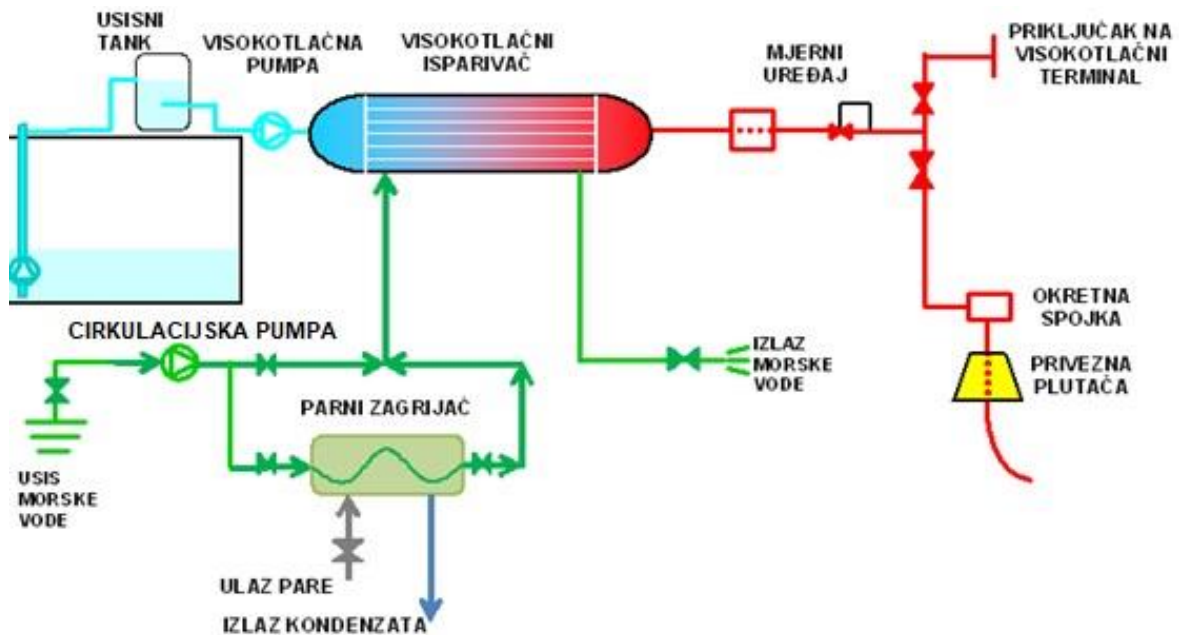 USISNI
TANK
VISOKOTLAČNA
PUMPA
VISOKOTLAČNI
ISPARIVAČ
MJERNI
UREĐAJ
PRIKLJUČAK NA
VISOKOTLAČNI
TERMINAL
CIRKULACIJSKA PUMPA
OKRETNA
SPOJKA
IZLAZ
MORSKE
VODE
PRIVEZNA
PLUTAČA
PARNI ZAGRIJAČ
USIS
MORSKE
VODE
ULAZ PARE
IZLAZ KONDENZATA